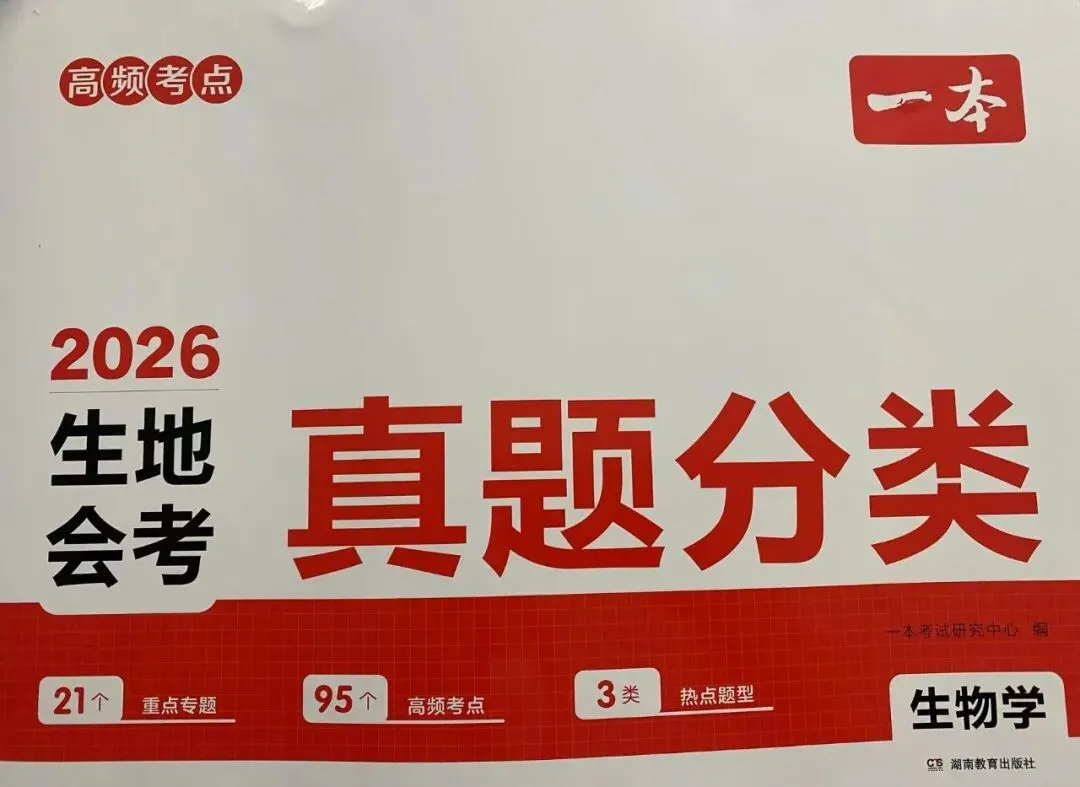 高频考点
一本
2026
生地
会考
真题分类
一本考试研究中心 编
21个 重点专题
95个 高频考点
3类 热点题型
生物学
湖南教育出版社